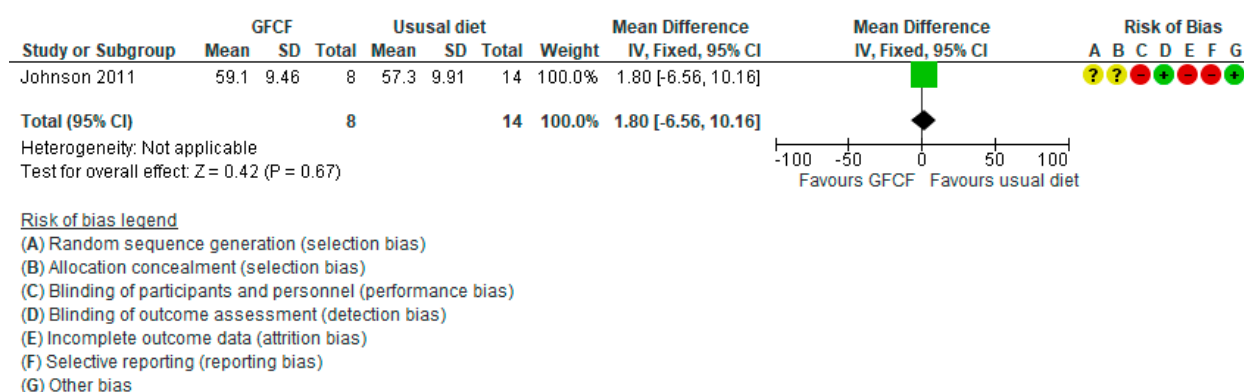 GFCF Ususal diet Mean Difference Mean Difference Risk of Bias
Study or Subgroup Mean SD Total Mean SD Total Weight IV, Fixed, 95% CI IV, Fixed, 95% CI A B C D E F G
Johnson 2011 59.1 9.46 8 57.3 9.91 14 100.0% 1.80 [-6.56, 10.16] ? ? − + − − +
Total (95% CI) 8 14 100.0% 1.80 [-6.56, 10.16]
Heterogeneity: Not applicable
Test for overall effect: Z = 0.42 (P = 0.67)
-100 -50 0 50 100
Favours GFCF Favours usual diet
Risk of bias legend
(A) Random sequence generation (selection bias)
(B) Allocation concealment (selection bias)
(C) Blinding of participants and personnel (performance bias)
(D) Blinding of outcome assessment (detection bias)
(E) Incomplete outcome data (attrition bias)
(F) Selective reporting (reporting bias)
(G) Other bias